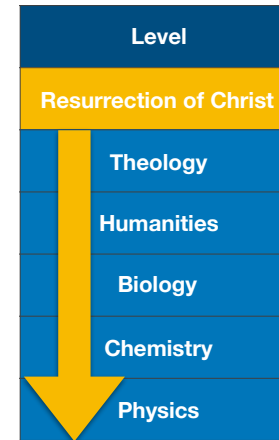 Level
Resurrection of Christ
Theology
Humanities
Biology
Chemistry
Physics